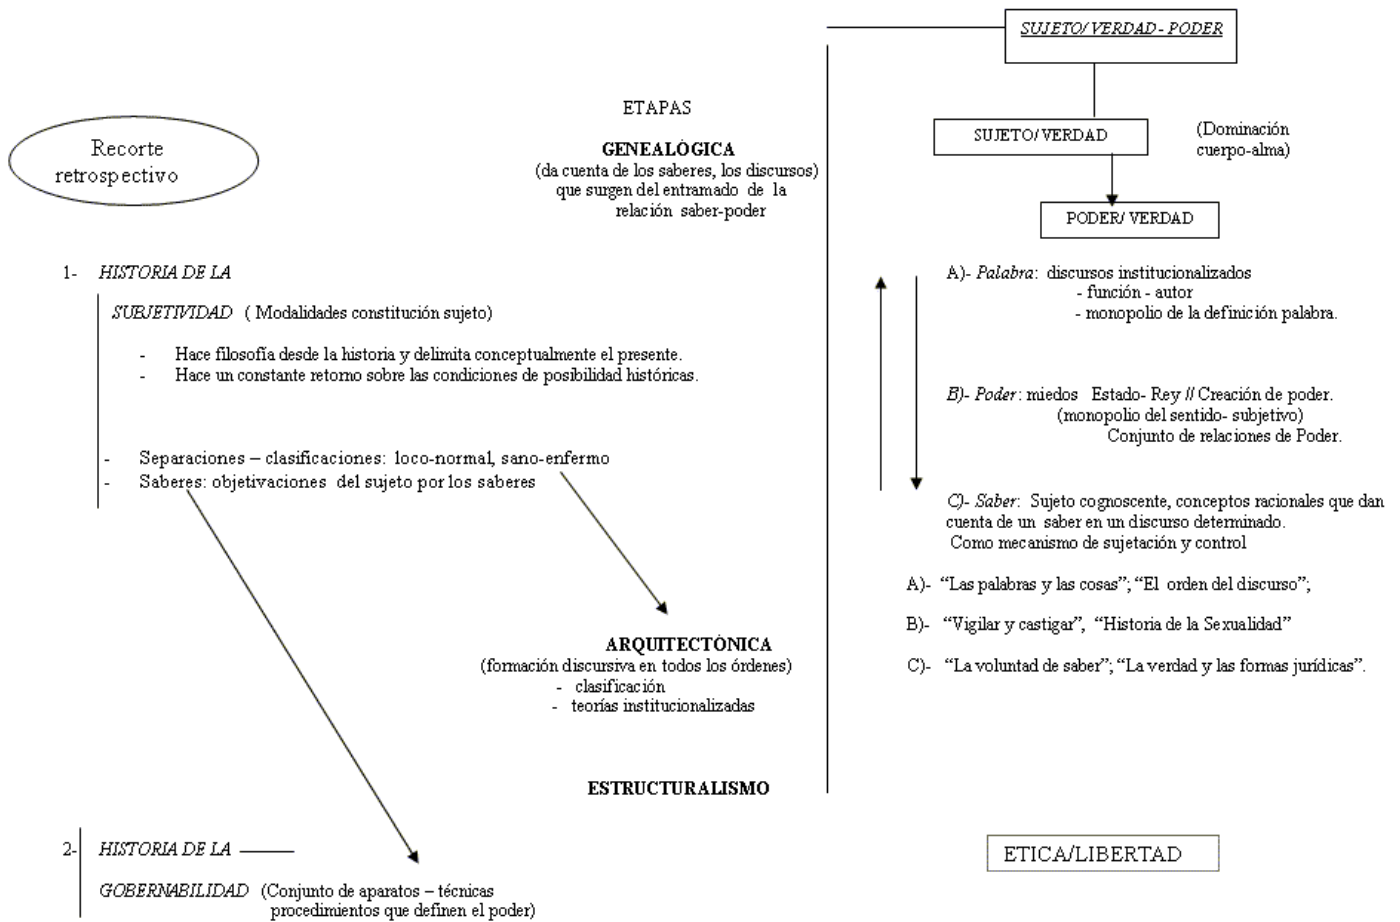 Recorte
retrospectivo
1- HISTORIA DE LA
SUBJETIVIDAD ( Modalidades constitución sujeto)
- Hace filosofía desde la historia y delimita conceptualmente el presente.
- Hace un constante retorno sobre las condiciones de posibilidad históricas.
- Separaciones – clasificaciones: loco-normal, sano-enfermo
- Saberes: objetivaciones del sujeto por los saberes
2- HISTORIA DE LA
GOBERNABILIDAD (Conjunto de aparatos – técnicas
procedimientos que definen el poder)
ETAPAS
GENEALÓGICA
(da cuenta de los saberes, los discursos)
que surgen del entramado de la
relación saber-poder
ARQUITECTÓNICA
(formación discursiva en todos los órdenes)
- clasificación
- teorías institucionalizadas
ESTRUCTURALISMO
SUJETO/ VERDAD - PODER
SUJETO/ VERDAD
(Dominación
cuerpo-alma)
PODER/ VERDAD
A)- Palabra: discursos institucionalizados
- función - autor
- monopolio de la definición palabra.
B)- Poder: miedos Estado- Rey // Creación de poder.
(monopolio del sentido- subjetivo)
Conjunto de relaciones de Poder.
C)- Saber: Sujeto cognoscente, conceptos racionales que dan
cuenta de un saber en un discurso determinado.
Como mecanismo de sujetación y control
A)- “Las palabras y las cosas”; “El orden del discurso”;
B)- “Vigilar y castigar”, “Historia de la Sexualidad”
C)- “La voluntad de saber”; “La verdad y las formas jurídicas”.
ETICA/LIBERTAD